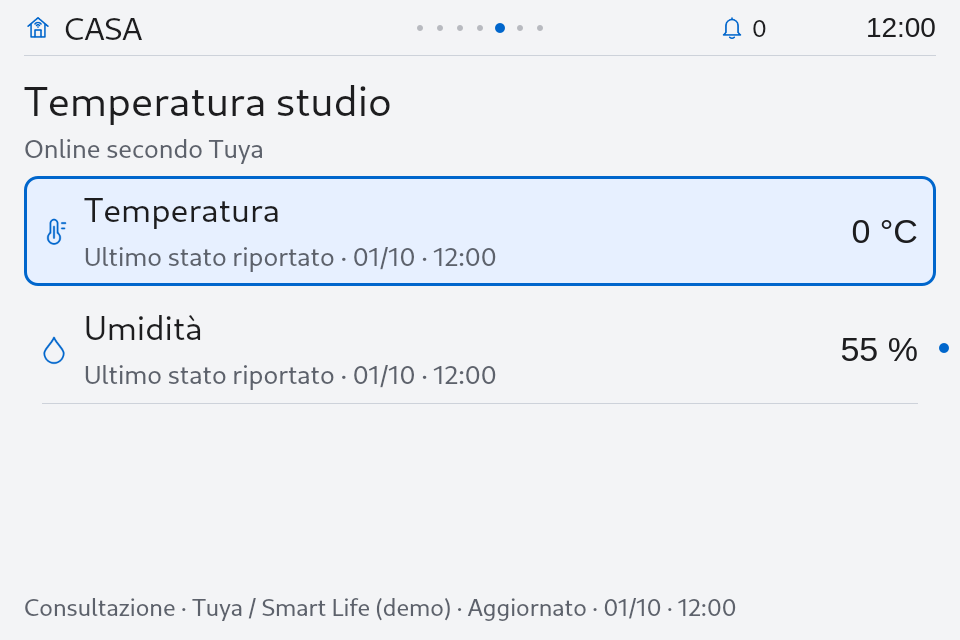 CASA
0
12:00
Temperatura studio
Online secondo Tuya
Temperatura
0 °C
Ultimo stato riportato · 01/10 · 12:00
Umidità
55 %
Ultimo stato riportato · 01/10 · 12:00
Consultazione · Tuya / Smart Life (demo) · Aggiornato · 01/10 · 12:00